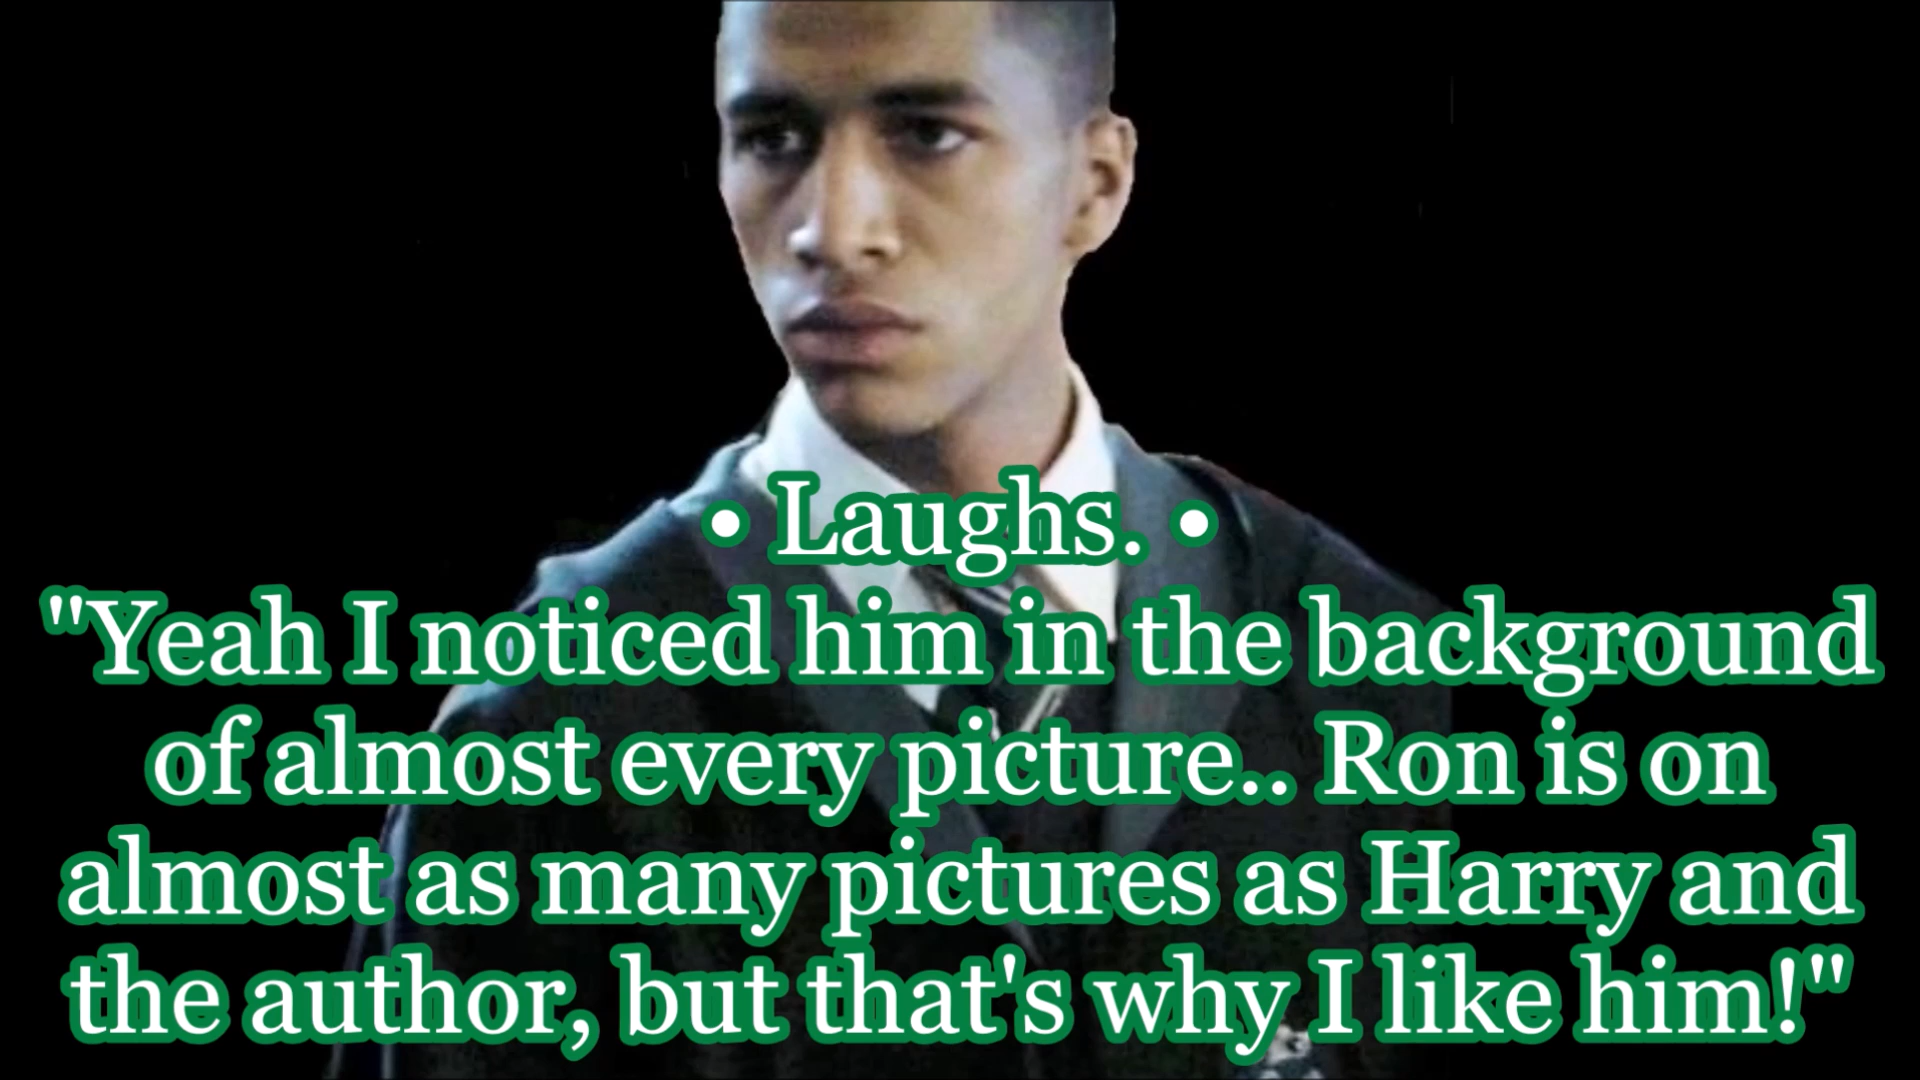 • Laughs. •
"Yeah I noticed him in the background
of almost every picture.. Ron is on
almost as many pictures as Harry and
the author, but that's why I like him!"